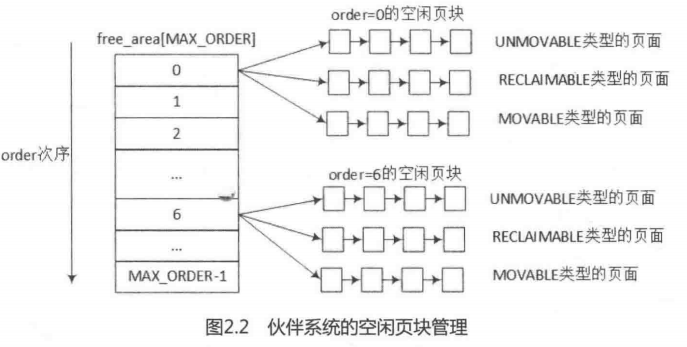 order=0的空闲页块
free_area[MAX_ORDER]
UNMOVABLE类型的页面
0
RECLAIMABLE类型的页面
1
MOVABLE类型的页面
2
order次序
...
order=6的空闲页块
UNMOVABLE类型的页面
6
RECLAIMABLE类型的页面
...
MOVABLE类型的页面
MAX_ORDER-1
图2.2 伙伴系统的空闲页块管理